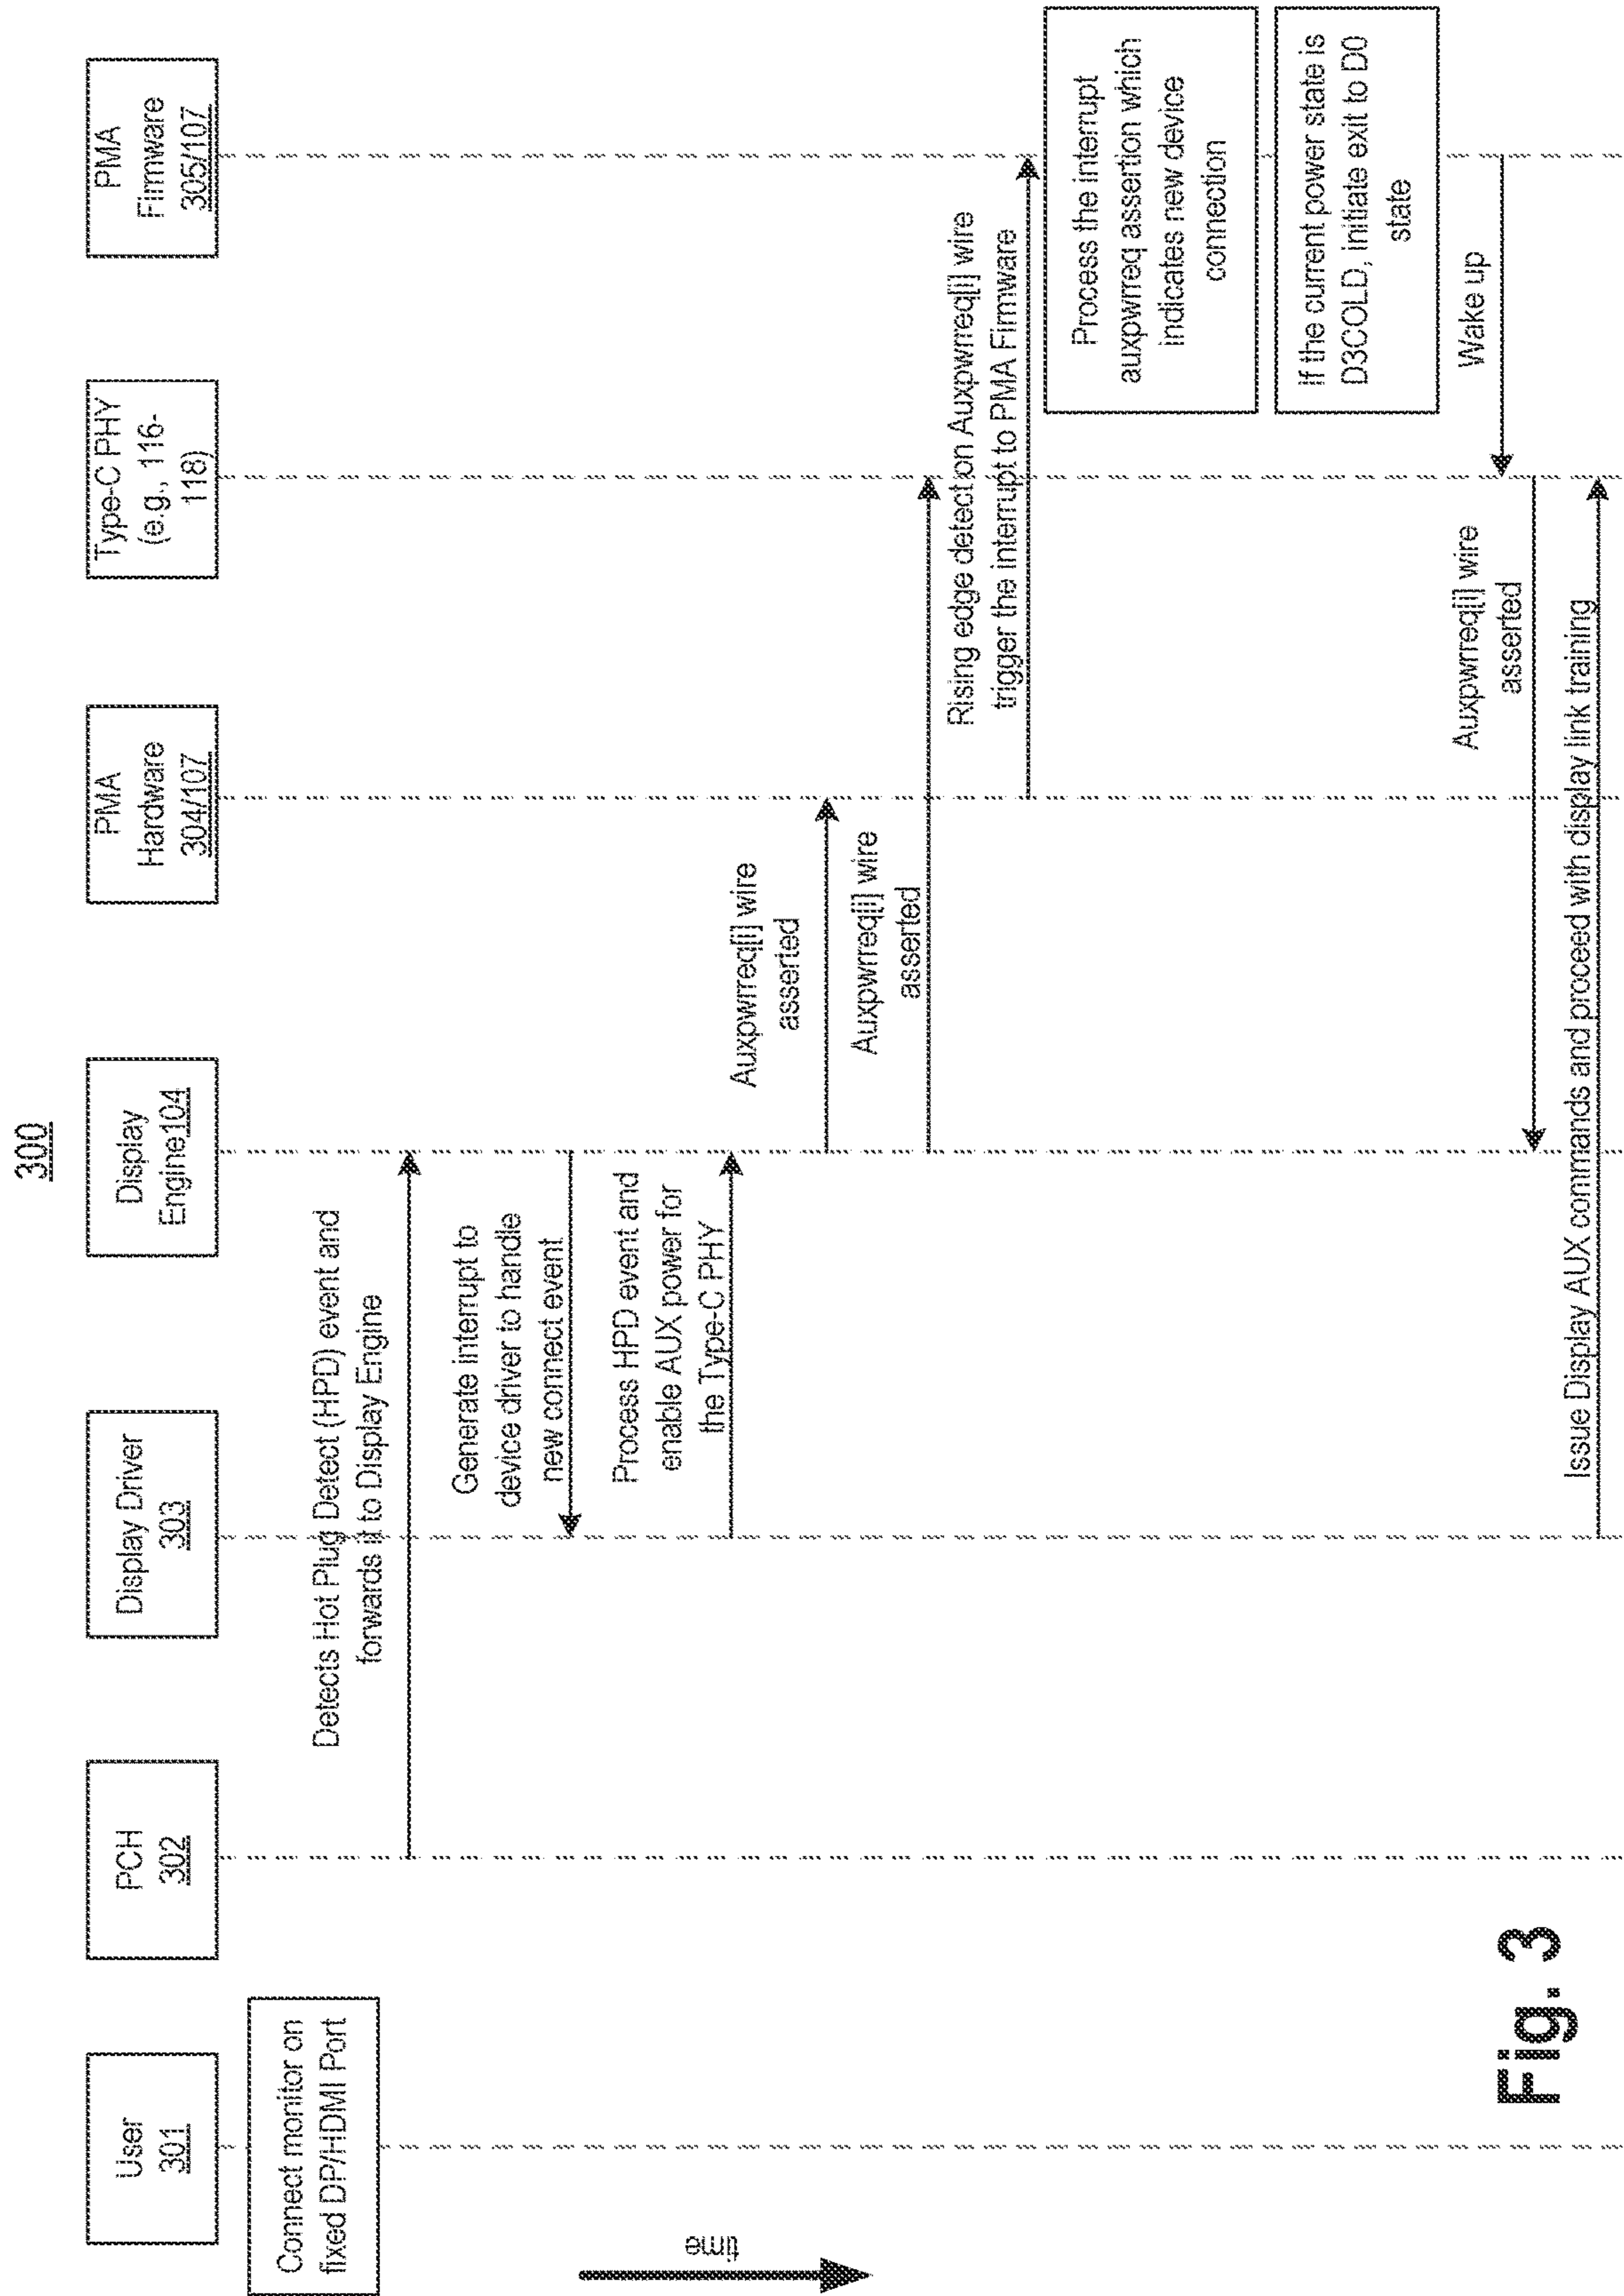 300
User
301
PCH
302
Display Driver
303
Display
Engine104
PMA
Hardware
304/107
Type-C PHY
(e.g., 116-
118)
PMA
Firmware
305/107
Connect monitor on
fixed DP/HDMI Port
Detects Hot Plug Detect (HPD) event and
forwards it to Display Engine
Generate interrupt to
device driver to handle
new connect event
Process HPD event and
enable AUX power for
the Type-C PHY
Auxpwrreq[i] wire
asserted
Auxpwrreq[i] wire
asserted
Rising edge detect on Auxpwrreq[i] wire
trigger the interrupt to PMA Firmware
Process the interrupt
auxpwrreq assertion which
indicates new device
connection
If the current power state is
D3COLD, initiate exit to D0
state
Wake up
Auxpwrreq[i] wire
asserted
Issue Display AUX commands and proceed with display link training
time
Fig. 3